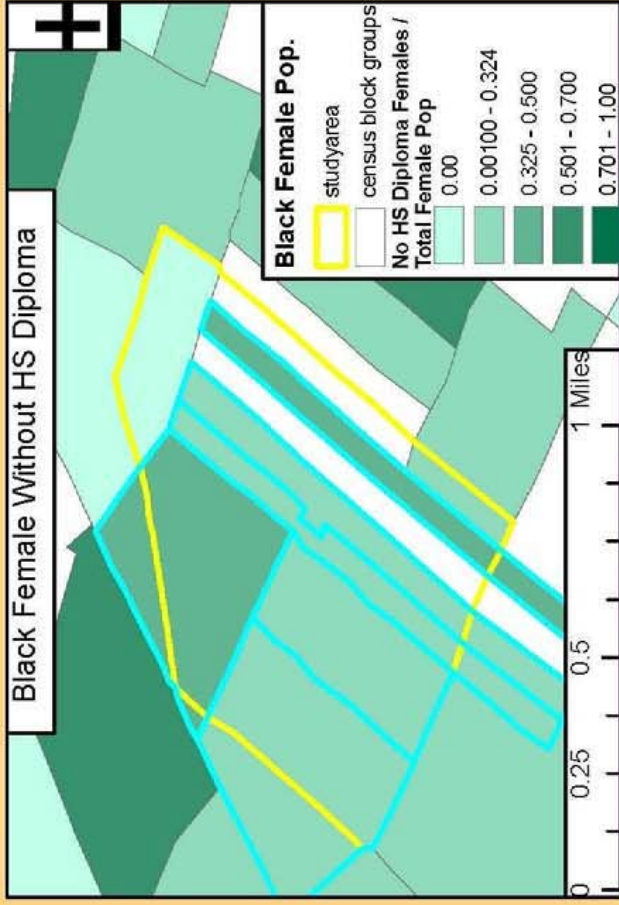 Black Female Without HS Diploma
Black Female Pop.
studyarea
census block groups
No HS Diploma Females /
Total Female Pop
0.00
0.00100 - 0.324
0.325 - 0.500
0.501 - 0.700
0.701 - 1.00
0 0.25 0.5 1 Miles